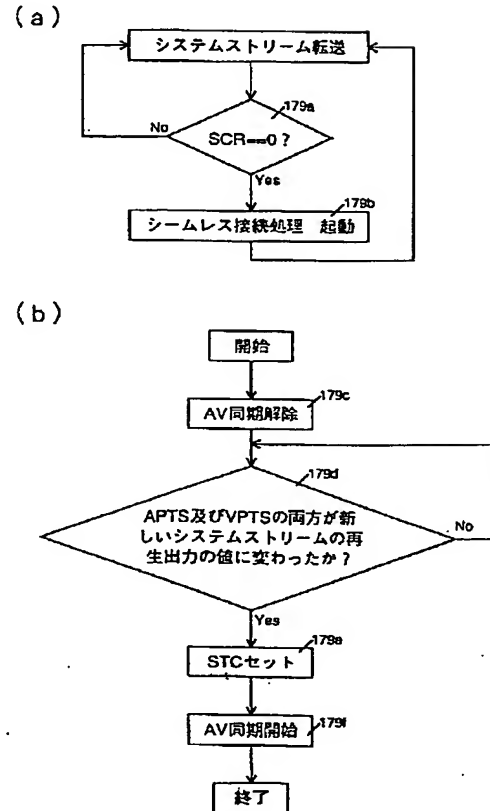 (a)
システムストリーム転送
179a
SCR==0?
No
Yes
179b
シームレス接続処理 起動
(b)
開始
179c
AV同期解除
179d
APTS及びVPTSの両方が新
しいシステムストリームの再
生出力の値に変わったか?
No
Yes
179e
STCセット
179f
AV同期開始
終了